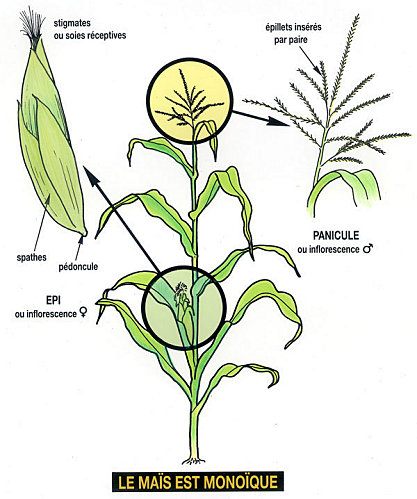 stigmates
ou soies réceptives
épillets insérés
par paire
spathes
pédoncule
PANICULE
ou inflorescence ♂
EPI
ou inflorescence ♀
LE MAÏS EST MONOÏQUE